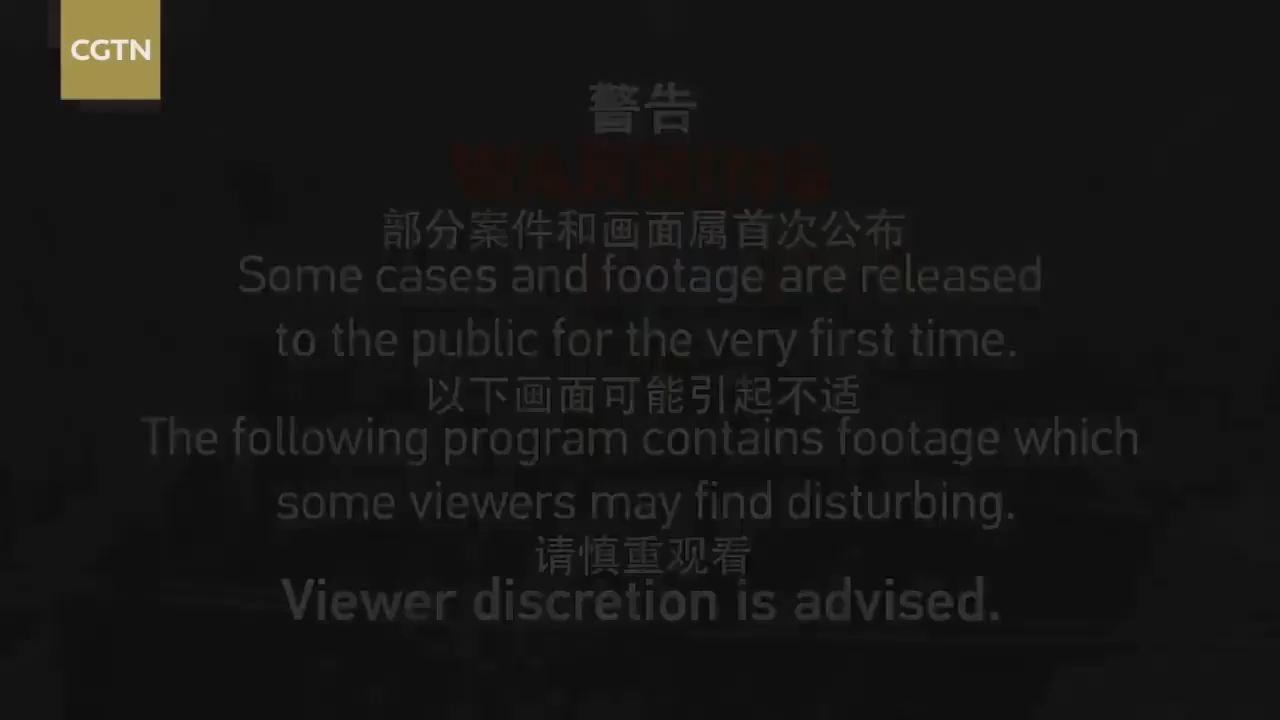 CGTN
警告
WARNING
部分案件和画面属首次公布
Some cases and footage are released
to the public for the very first time.
以下画面可能引起不适
The following program contains footage which
some viewers may find disturbing.
请慎重观看
Viewer discretion is advised.